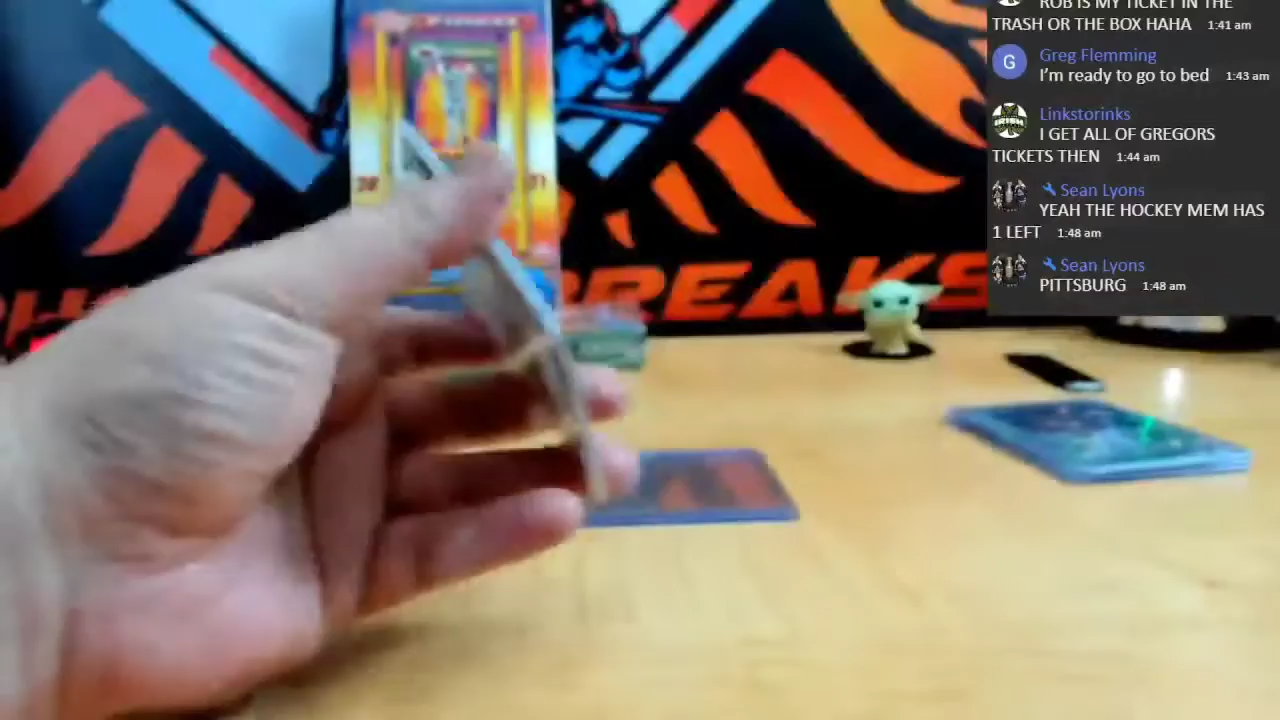 ROB IS MY TICKET IN THE
TRASH OR THE BOX HAHA 1:41 am
G
Greg Flemming
I'm ready to go to bed 1:43 am
Linkstorinks
I GET ALL OF GREGORS
TICKETS THEN 1:44 am
Sean Lyons
YEAH THE HOCKEY MEM HAS
1 LEFT 1:48 am
Sean Lyons
PITTSBURG 1:48 am
BREAKS